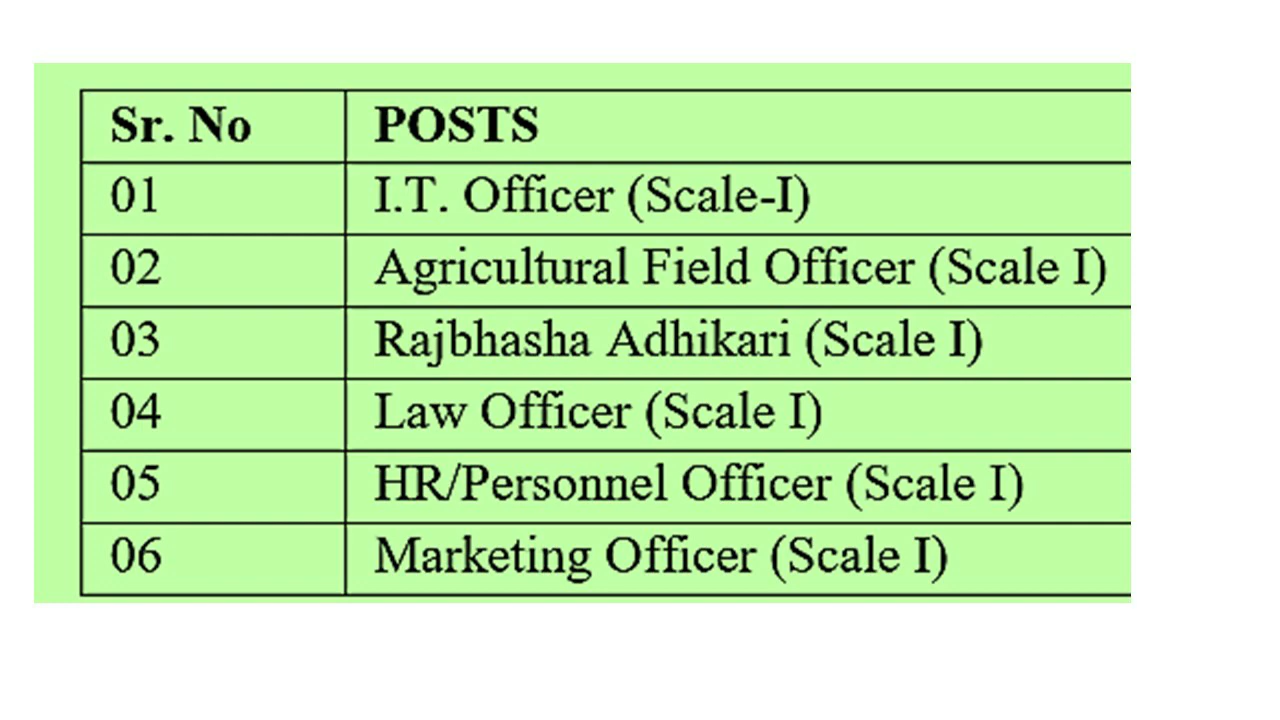 Sr. No POSTS
01 I.T. Officer (Scale-I)
02 Agricultural Field Officer (Scale I)
03 Rajbhasha Adhikari (Scale I)
04 Law Officer (Scale I)
05 HR/Personnel Officer (Scale I)
06 Marketing Officer (Scale I)